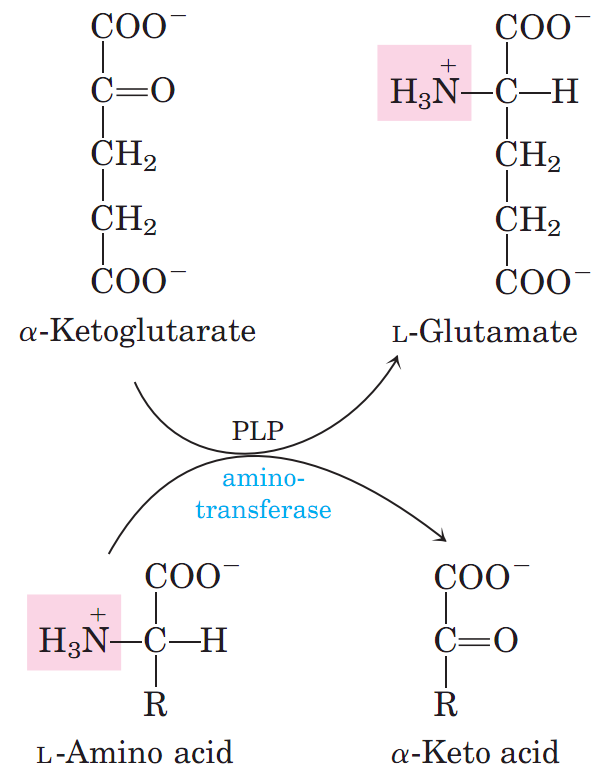 COO⁻
C=O
CH₂
CH₂
COO⁻
α-Ketoglutarate
COO⁻
H₃N⁺—C—H
CH₂
CH₂
COO⁻
L-Glutamate
PLP
amino-
transferase
COO⁻
H₃N⁺—C—H
R
L-Amino acid
COO⁻
C=O
R
α-Keto acid